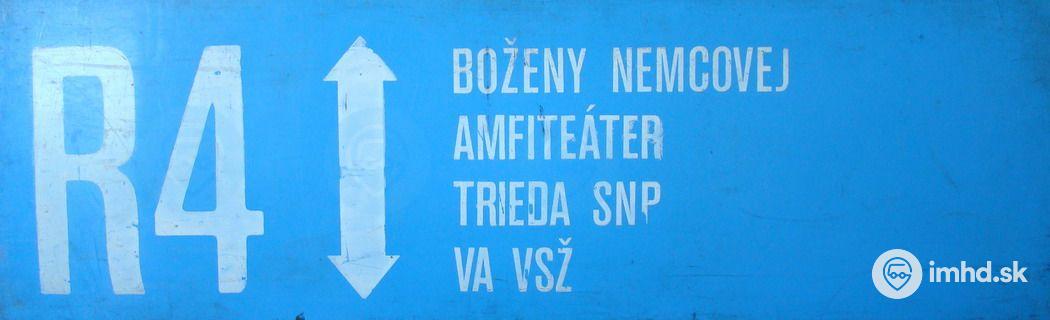 R4
BOŽENY NEMCOVEJ
AMFITEÁTER
TRIEDA SNP
VA VSŽ
imhd.sk